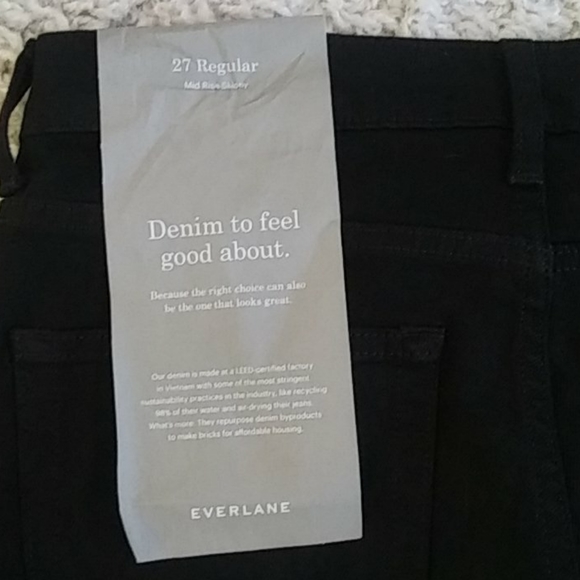 27 Regular
Mid Rise Skinny
Denim to feel
good about.
Because the right choice can also
be the one that looks great.
Our denim is made at a LEED-certified factory
in Vietnam with some of the most stringent
sustainability practices in the industry, like recycling
98% of their water and air-drying their jeans.
What's more: They repurpose denim byproducts
to make bricks for affordable housing.
EVERLANE